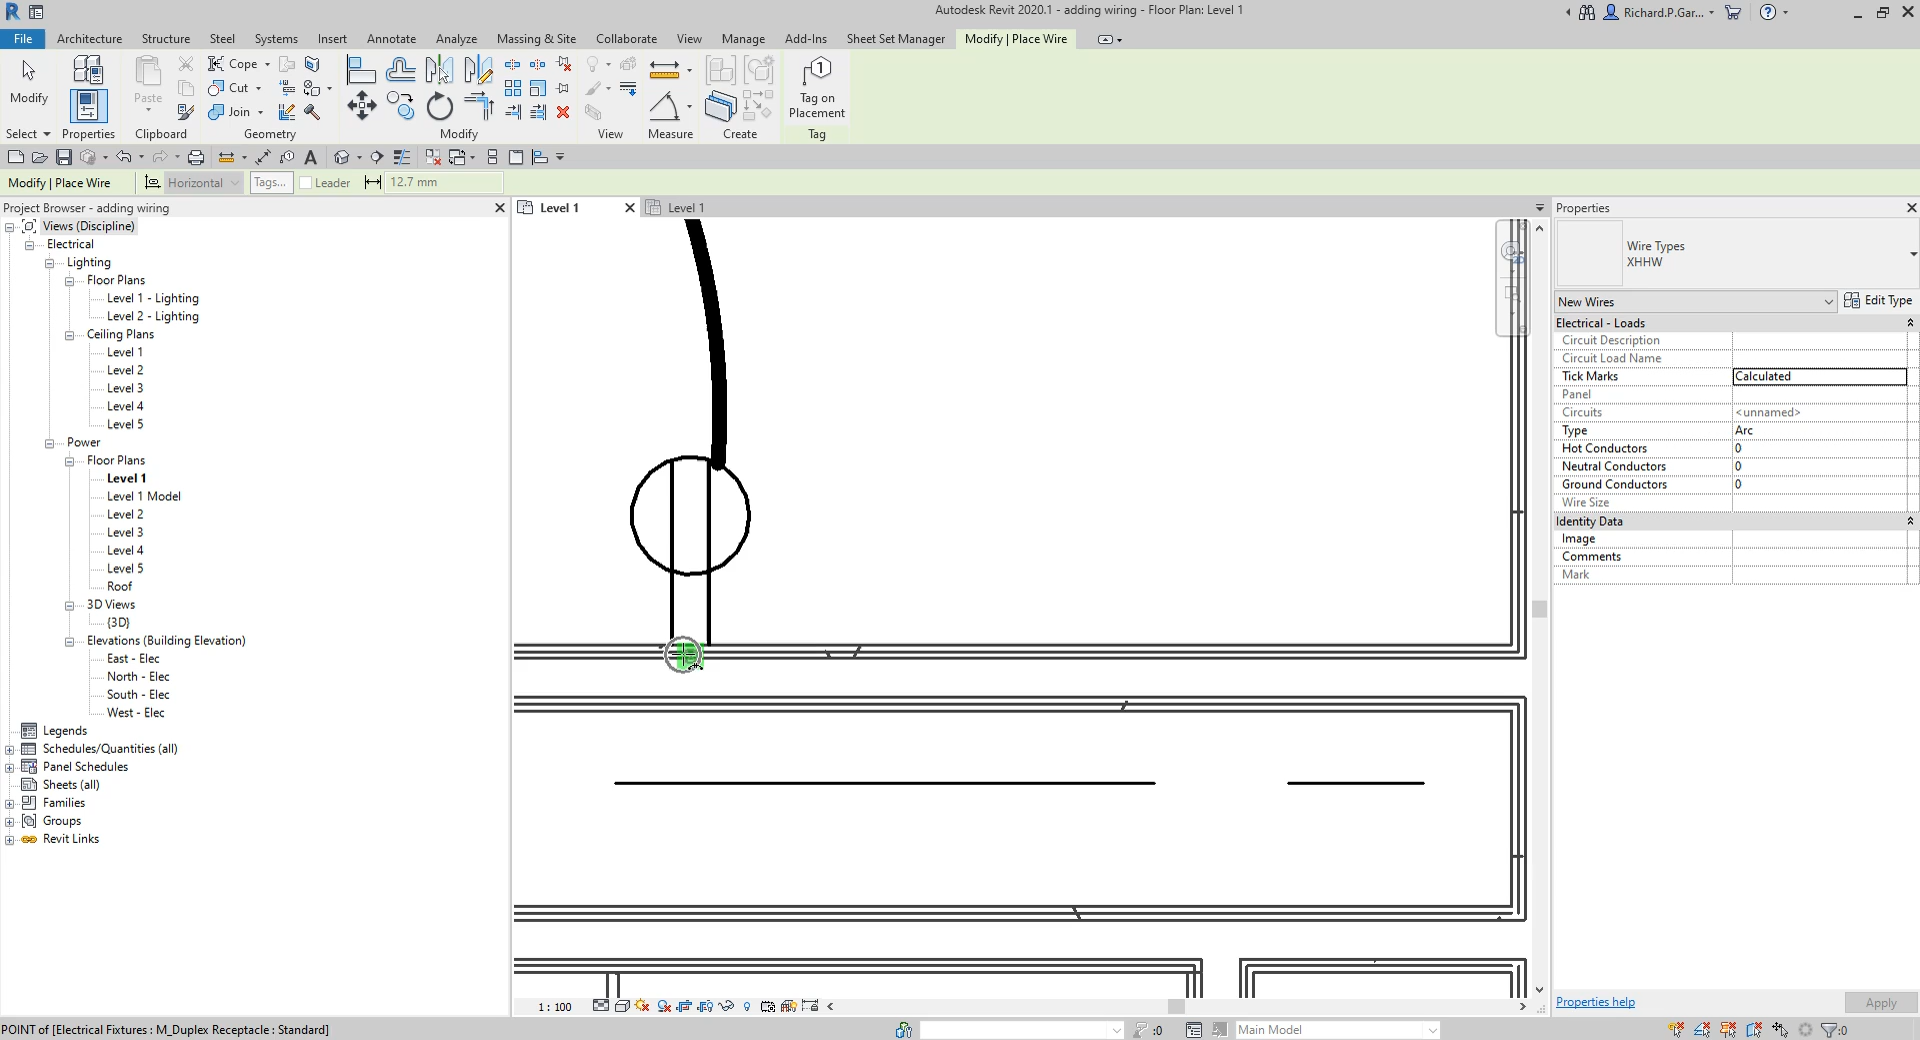 Autodesk Revit 2020.1 - adding wiring - Floor Plan: Level 1
Richard.P.Gar...
File Architecture Structure Steel Systems Insert Annotate Analyze Massing & Site Collaborate View Manage Add-Ins Sheet Set Manager Modify | Place Wire
Modify
Paste
Cope
Cut
Join
1
Tag on
Placement
Select Properties Clipboard Geometry Modify View Measure Create Tag
Modify | Place Wire Horizontal Tags... Leader 12.7 mm
Project Browser - adding wiring
Views (Discipline)
Electrical
Lighting
Floor Plans
Level 1 - Lighting
Level 2 - Lighting
Ceiling Plans
Level 1
Level 2
Level 3
Level 4
Level 5
Power
Floor Plans
Level 1
Level 1 Model
Level 2
Level 3
Level 4
Level 5
Roof
3D Views
{3D}
Elevations (Building Elevation)
East - Elec
North - Elec
South - Elec
West - Elec
Legends
Schedules/Quantities (all)
Panel Schedules
Sheets (all)
Families
Groups
Revit Links
Level 1
Level 1
1 : 100
Properties
Wire Types
XHHW
New Wires
Edit Type
Electrical - Loads
Circuit Description
Circuit Load Name
Tick Marks Calculated
Panel
Circuits <unnamed>
Type Arc
Hot Conductors 0
Neutral Conductors 0
Ground Conductors 0
Wire Size
Identity Data
Image
Comments
Mark
Properties help
Apply
POINT of [Electrical Fixtures : M_Duplex Receptacle : Standard]
:0
Main Model
:0